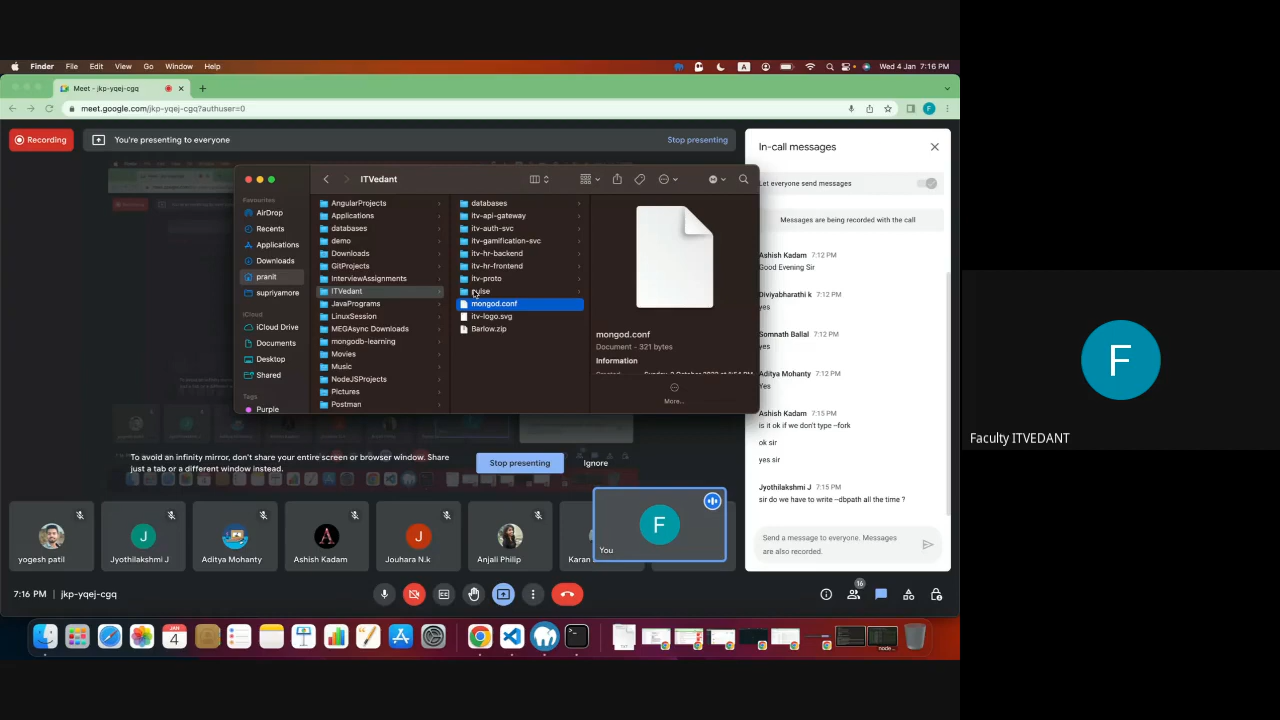 Finder File Edit View Go Window Help
A
Wed 4 Jan 7:16 PM
Meet - jkp-yqej-cgq
meet.google.com/jkp-yqej-cgq?authuser=0
F
Recording
You're presenting to everyone
Stop presenting
In-call messages
Let everyone send messages
Messages are being recorded with the call
Ashish Kadam 7:12 PM
Good Evening Sir
Diviyabharathi k 7:12 PM
yes
Somnath Ballal 7:12 PM
yes
Aditya Mohanty 7:12 PM
Yes
Ashish Kadam 7:15 PM
is it ok if we don't type --fork
ok sir
yes sir
Jyothilakshmi J 7:15 PM
sir do we have to write --dbpath all the time ?
Send a message to everyone. Messages
are also recorded.
ITVedant
Favourites
AirDrop
Recents
Applications
Downloads
pranit
supriyamore
iCloud
iCloud Drive
Documents
Desktop
Shared
Tags
Purple
AngularProjects
Applications
databases
demo
Downloads
GitProjects
InterviewAssignments
ITVedant
JavaPrograms
LinuxSession
MEGAsync Downloads
mongodb-learning
Movies
Music
NodeJSProjects
Pictures
Postman
databases
itv-api-gateway
itv-auth-svc
itv-gamification-svc
itv-hr-backend
itv-hr-frontend
itv-proto
mongod.conf
itv-logo.svg
Barlow.zip
mongod.conf
Document - 321 bytes
Information
More...
To avoid an infinity mirror, don't share your entire screen or browser window. Share
just a tab or a different window instead.
Stop presenting
Ignore
yogesh patil
J
Jyothilakshmi J
Aditya Mohanty
Ashish Kadam
J
Jouhara N.k
Anjali Philip
Karan
F
You
7:16 PM | jkp-yqej-cgq
16
JAN
4
F
Faculty ITVEDANT